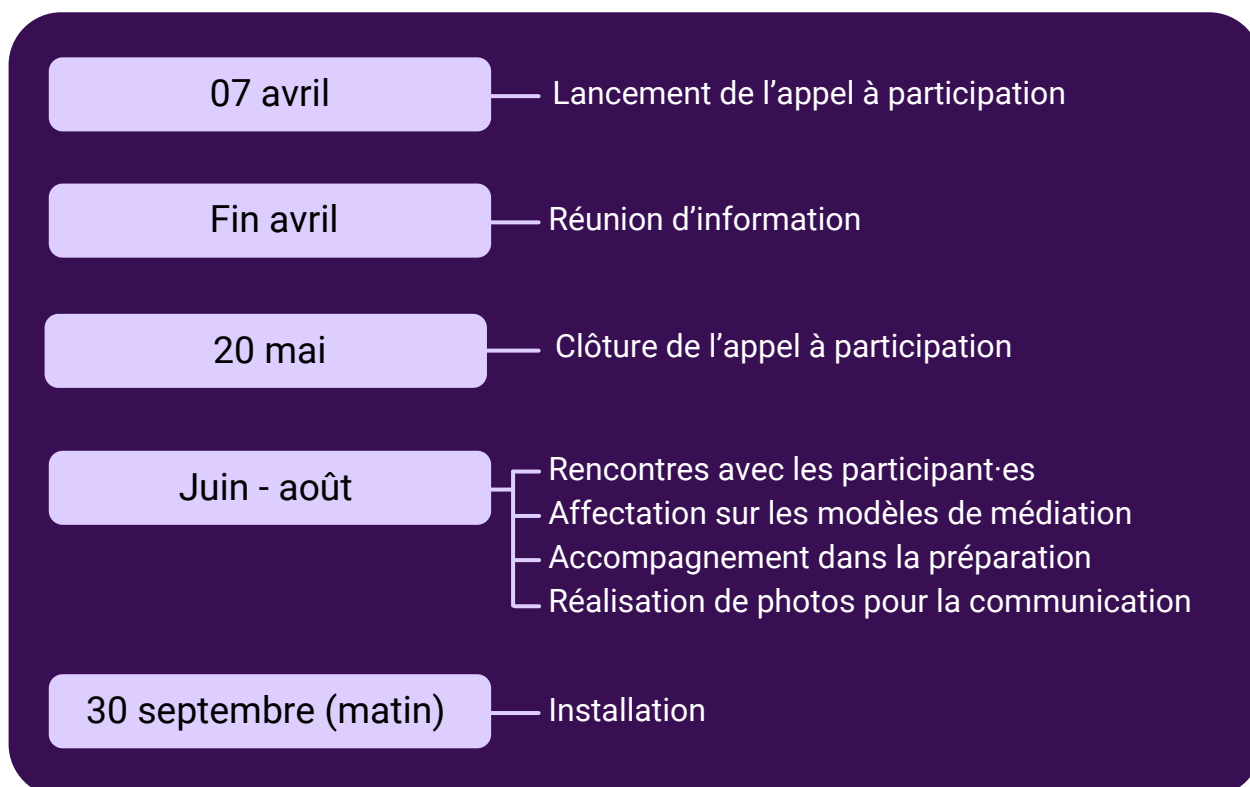 07 avril
Lancement de l’appel à participation
Fin avril
Réunion d’information
20 mai
Clôture de l’appel à participation
Juin - août
Rencontres avec les participant·es
Affectation sur les modèles de médiation
Accompagnement dans la préparation
Réalisation de photos pour la communication
30 septembre (matin)
Installation